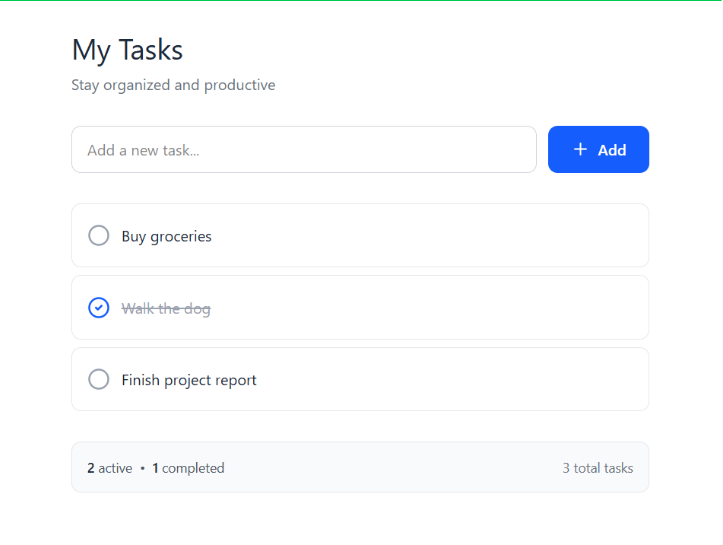 My Tasks
Stay organized and productive
Add a new task...
Add
Buy groceries
Walk the dog
Finish project report
2 active • 1 completed
3 total tasks